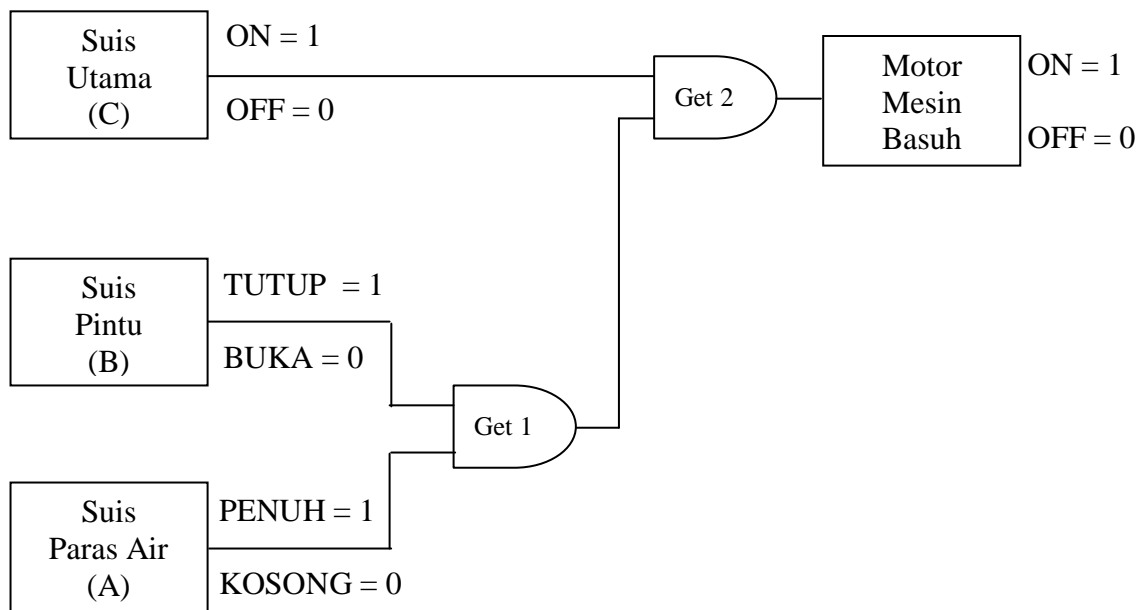 Suis
Utama
(C)
ON = 1
OFF = 0
Get 2
Motor
Mesin
Basuh
ON = 1
OFF = 0
Suis
Pintu
(B)
TUTUP = 1
BUKA = 0
Get 1
Suis
Paras Air
(A)
PENUH = 1
KOSONG = 0